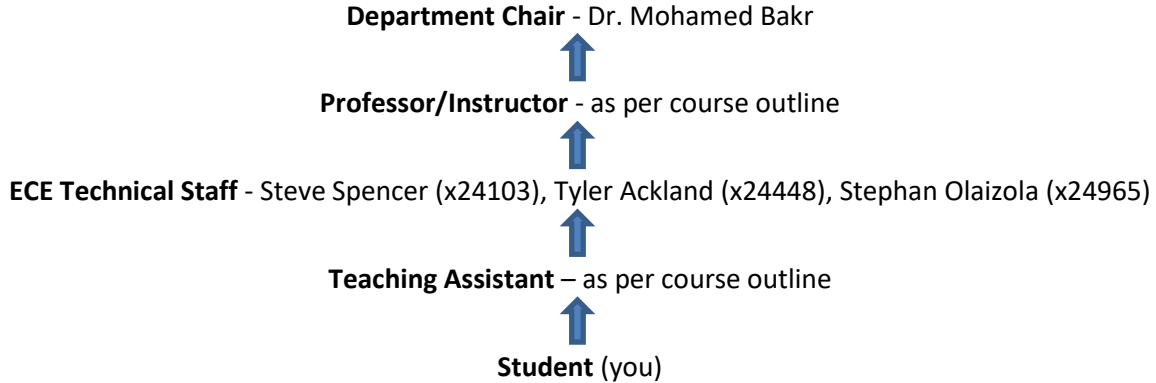 Department Chair - Dr. Mohamed Bakr
Professor/Instructor - as per course outline
ECE Technical Staff - Steve Spencer (x24103), Tyler Ackland (x24448), Stephan Olaizola (x24965)
Teaching Assistant – as per course outline
Student (you)